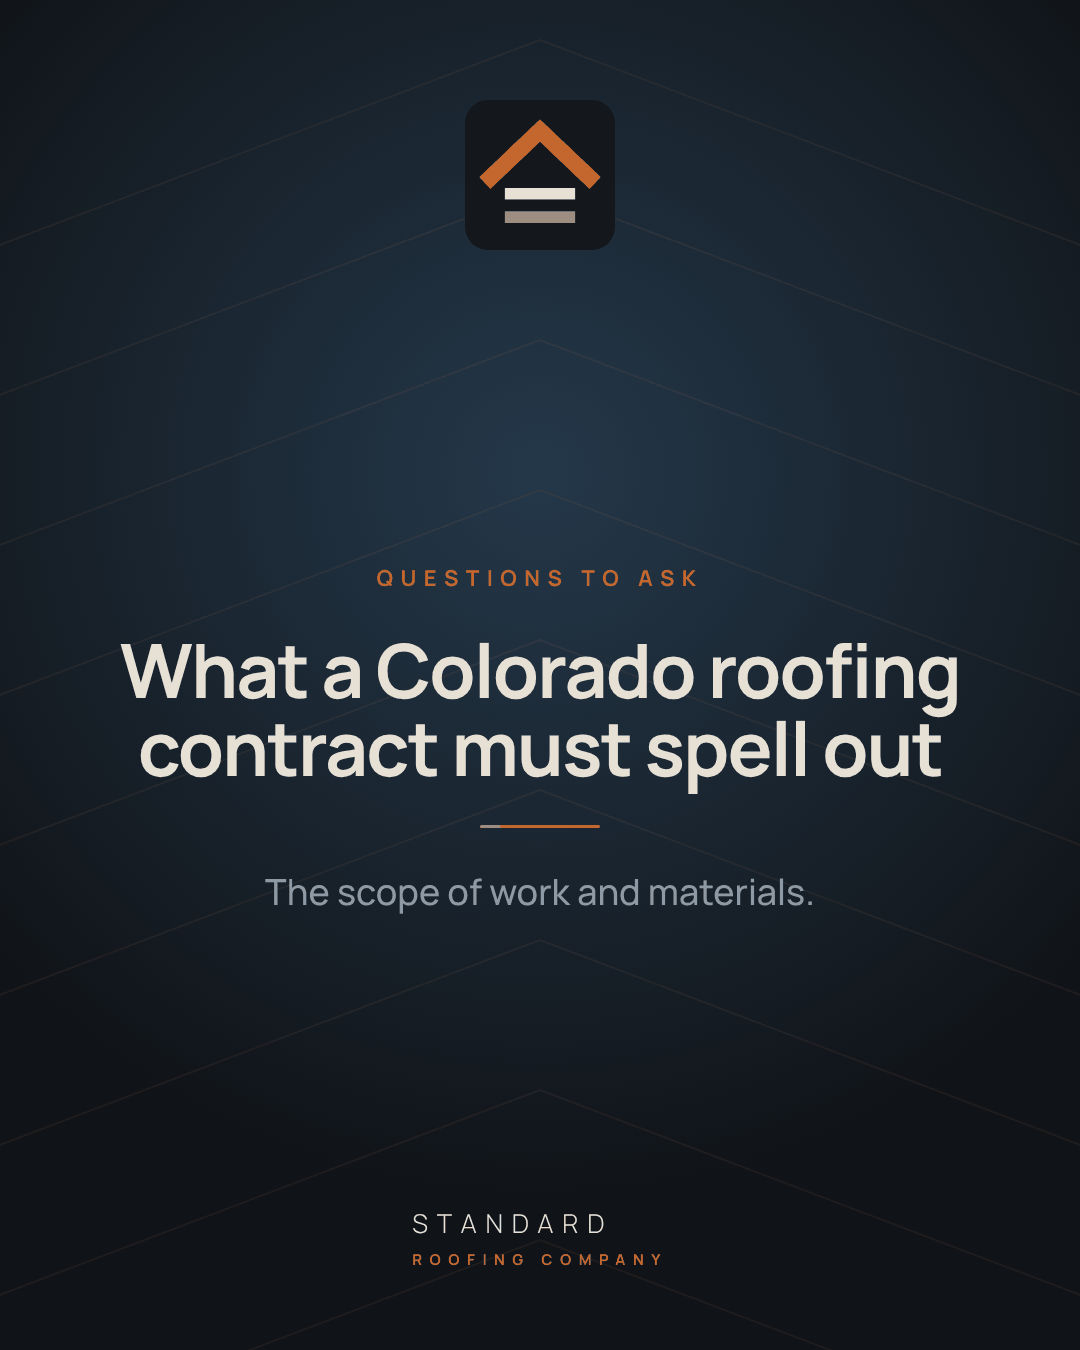 QUESTIONS TO ASK
What a Colorado roofing
contract must spell out
The scope of work and materials.
STANDARD
ROOFING COMPANY